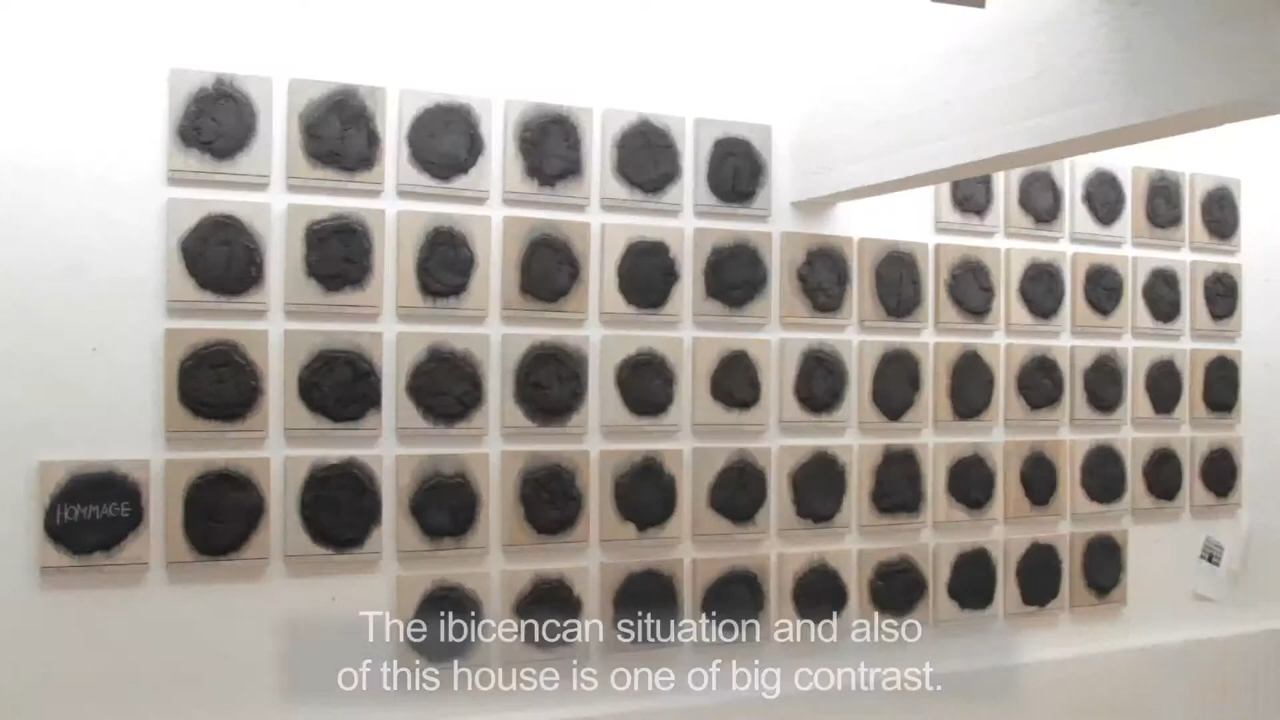 HOMMAGE
The ibicencan situation and also
of this house is one of big contrast.